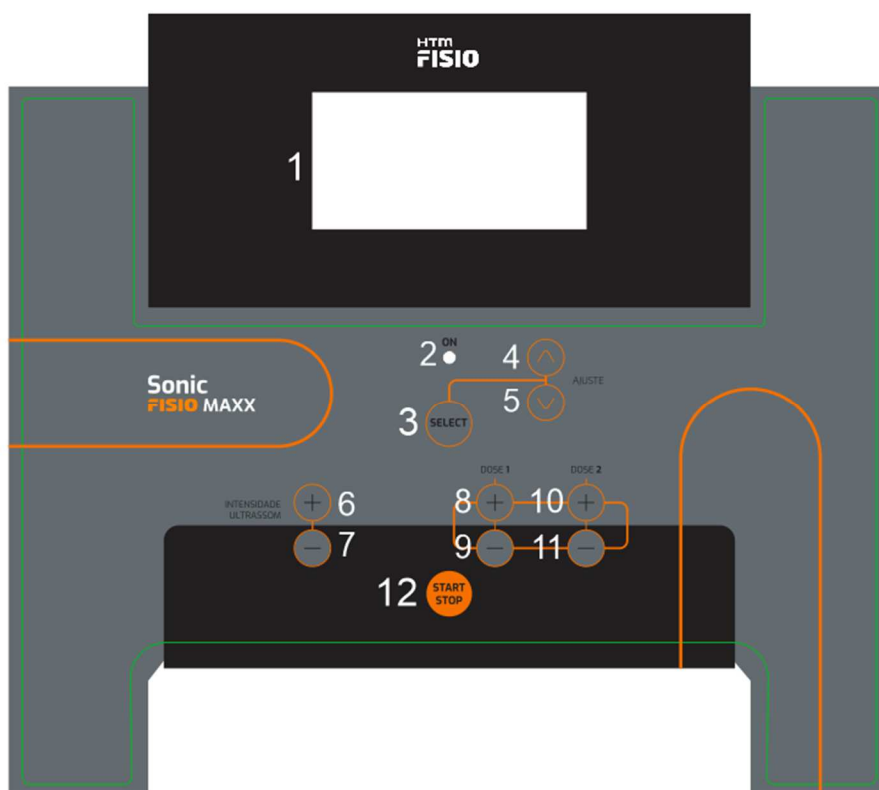 HTM
FISIO
1
ON
2
4
AJUSTE
5
3
SELECT
Sonic
FISIO MAXX
DOSE 1
DOSE 2
INTENSIDADE
ULTRASSOM
+
6
8
+
10
+
−
7
9
−
11
−
12
START
STOP